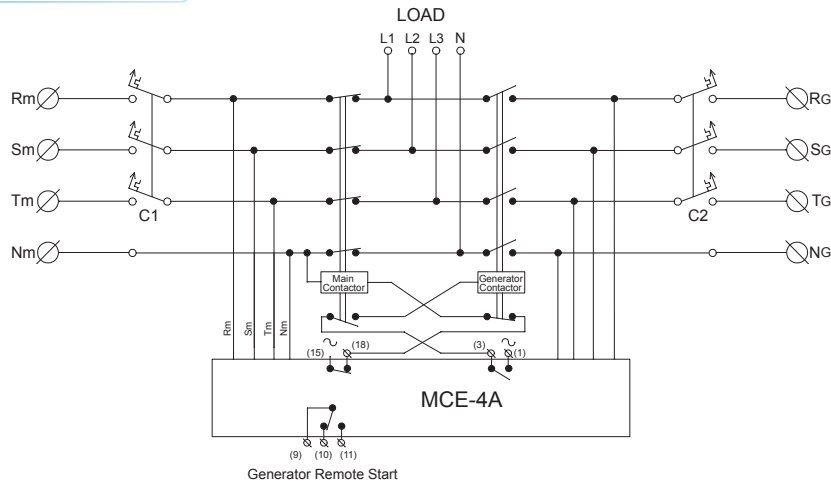 LOAD
L1 L2 L3 N
Rm RG
Sm SG
Tm TG
C1 C2
Nm NG
Main Contactor
Generator Contactor
Rm Sm Tm Nm
(15) (18) (3) (1)
MCE-4A
(9) (10) (11)
Generator Remote Start